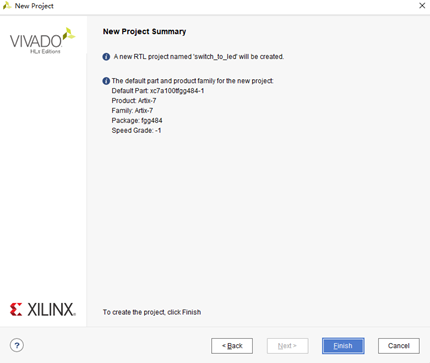 New Project
VIVADO
HLx Editions
New Project Summary
A new RTL project named 'switch_to_led' will be created.
The default part and product family for the new project:
Default Part: xc7a100tfgg484-1
Product: Artix-7
Family: Artix-7
Package: fgg484
Speed Grade: -1
XILINX
To create the project, click Finish
?
< Back
Next >
Finish
Cancel